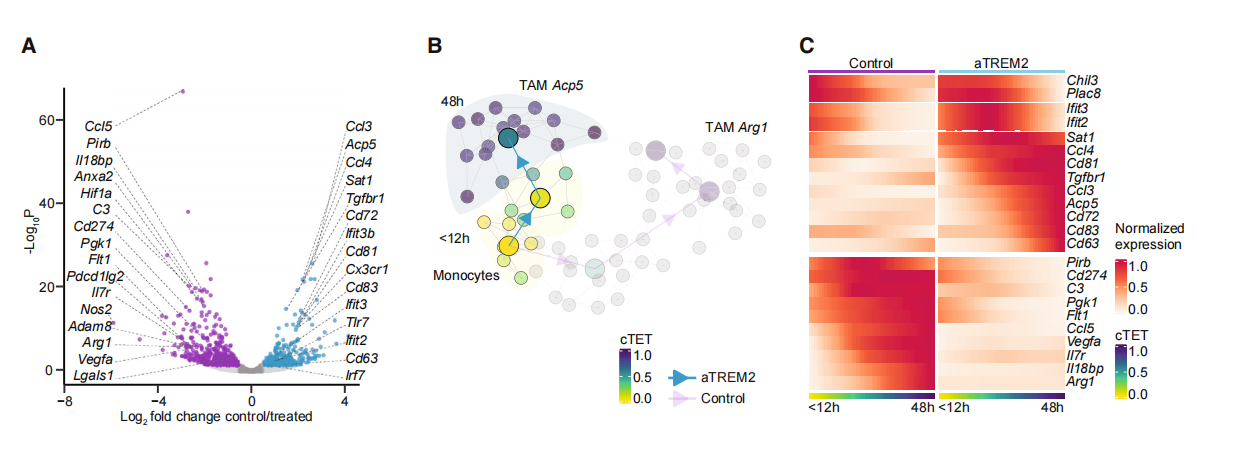 A
60
40
20
0
-Log10P
−8
−4
0
4
Log2 fold change control/treated
Ccl5
Pirb
Il18bp
Anxa2
Hif1a
C3
Cd274
Pgk1
Flt1
Pdcd1lg2
Il7r
Nos2
Adam8
Arg1
Vegfa
Lgals1
Ccl3
Acp5
Ccl4
Sat1
Tgfbr1
Cd72
Ifit3b
Cd81
Cx3cr1
Cd83
Ifit3
Tlr7
Ifit2
Cd63
Irf7
B
TAM Acp5
48h
TAM Arg1
<12h
Monocytes
cTET
1.0
0.5
0.0
aTREM2
Control
C
Control
aTREM2
Chil3
Plac8
Ifit3
Ifit2
Sat1
Ccl4
Cd81
Tgfbr1
Ccl3
Acp5
Cd72
Cd83
Cd63
Pirb
Cd274
C3
Pgk1
Flt1
Ccl5
Vegfa
Il7r
Il18bp
Arg1
<12h
48h
<12h
48h
Normalized
expression
1.0
0.5
0.0
cTET
1.0
0.5
0.0